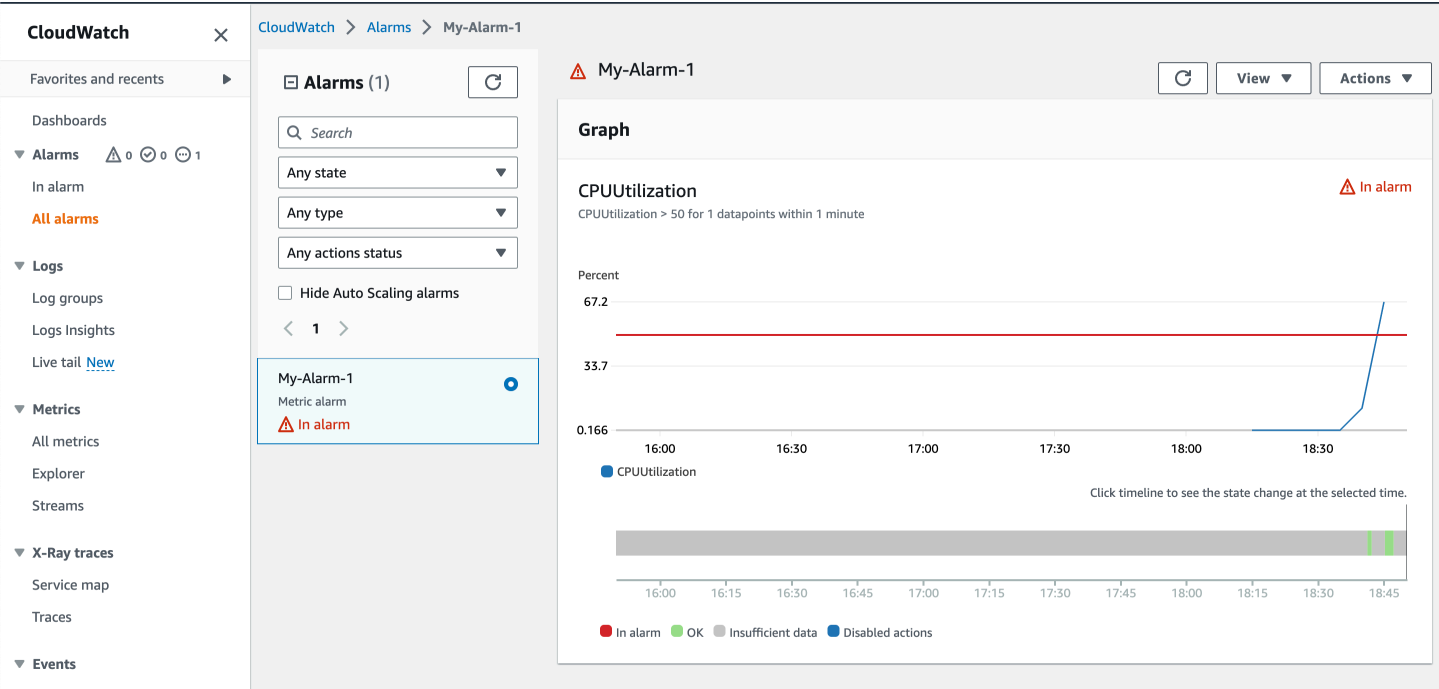 CloudWatch
Favorites and recents
Dashboards
Alarms 0 0 1
In alarm
All alarms
Logs
Log groups
Logs Insights
Live tail New
Metrics
All metrics
Explorer
Streams
X-Ray traces
Service map
Traces
Events
CloudWatch > Alarms > My-Alarm-1
Alarms (1)
Search
Any state
Any type
Any actions status
Hide Auto Scaling alarms
1
My-Alarm-1
Metric alarm
In alarm
My-Alarm-1
View
Actions
Graph
CPUUtilization
In alarm
CPUUtilization > 50 for 1 datapoints within 1 minute
Percent
67.2
33.7
0.166
16:00 16:30 17:00 17:30 18:00 18:30
CPUUtilization
Click timeline to see the state change at the selected time.
16:00 16:15 16:30 16:45 17:00 17:15 17:30 17:45 18:00 18:15 18:30 18:45
In alarm OK Insufficient data Disabled actions